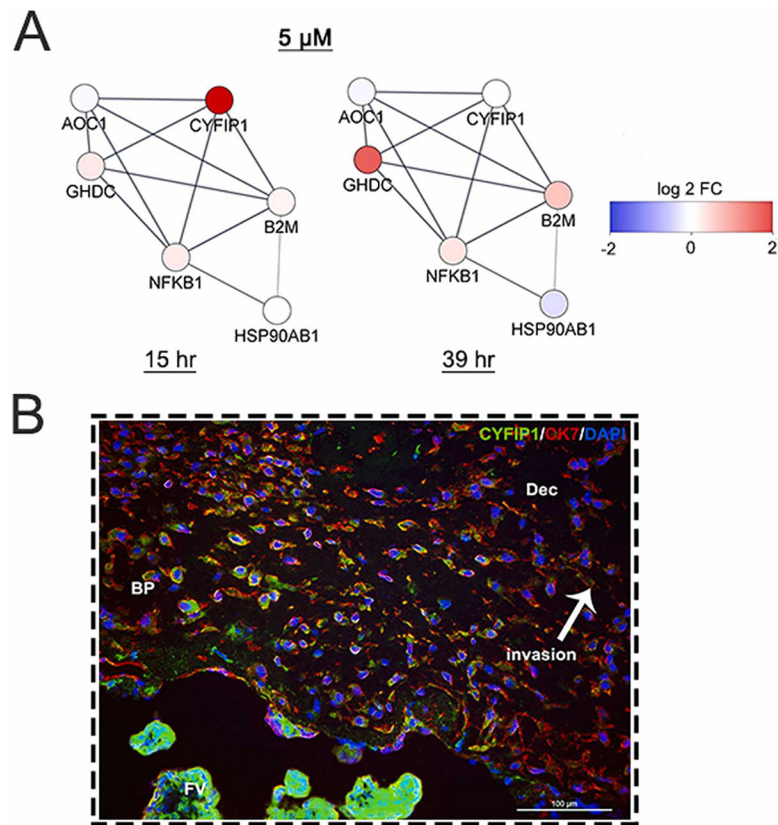 A
5 µM
AOC1
CYFIP1
GHDC
B2M
NFKB1
HSP90AB1
15 hr
AOC1
CYFIP1
GHDC
B2M
NFKB1
HSP90AB1
39 hr
log 2 FC
-2
0
2
B
CYFIP1/CK7/DAPI
Dec
BP
invasion
FV
100 µm